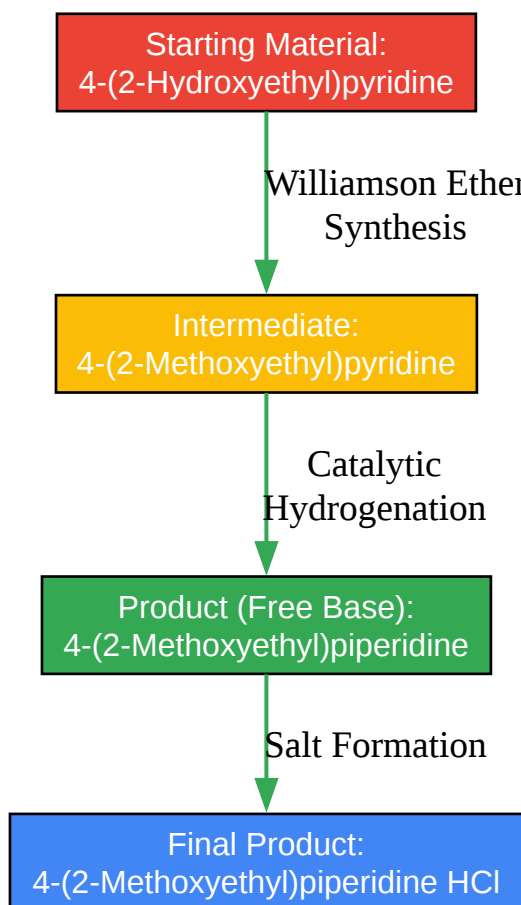 Starting Material:
4-(2-Hydroxyethyl)pyridine
Williamson Ether
Synthesis
Intermediate:
4-(2-Methoxyethyl)pyridine
Catalytic
Hydrogenation
Product (Free Base):
4-(2-Methoxyethyl)piperidine
Salt Formation
Final Product:
4-(2-Methoxyethyl)piperidine HCl